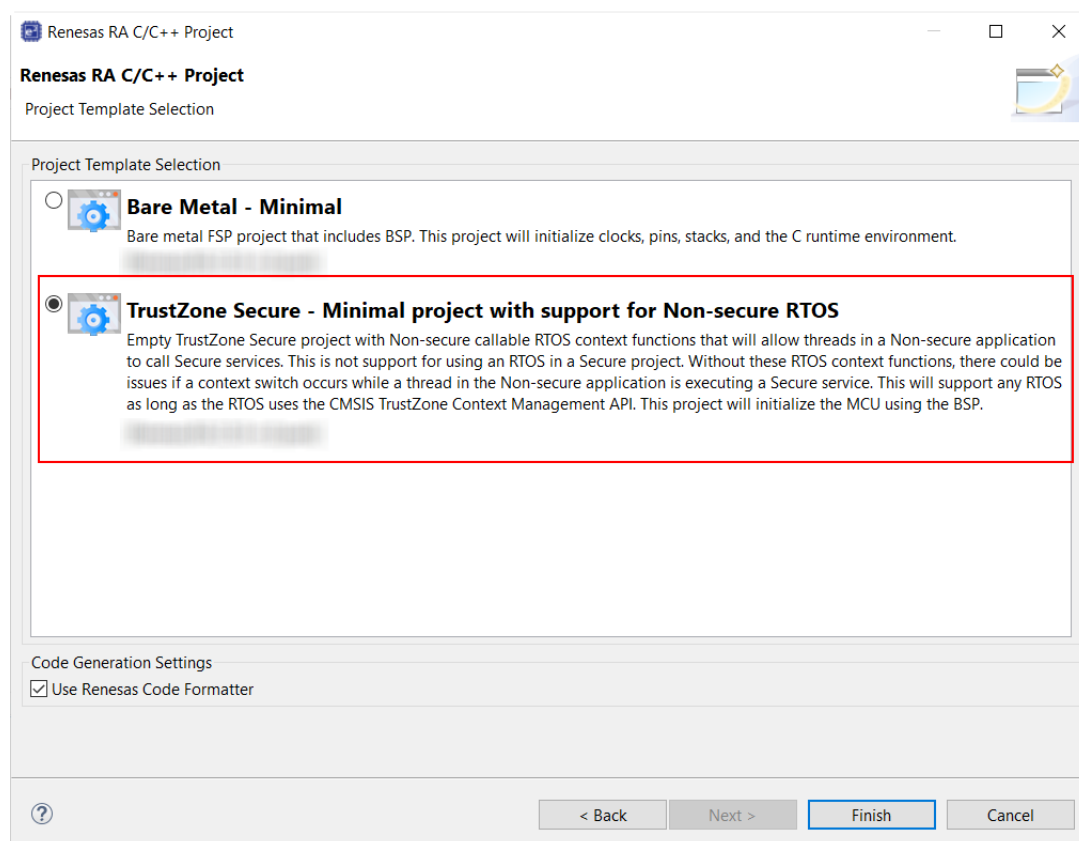 Renesas RA C/C++ Project
Renesas RA C/C++ Project
Project Template Selection
Project Template Selection
Bare Metal - Minimal
Bare metal FSP project that includes BSP. This project will initialize clocks, pins, stacks, and the C runtime environment.
TrustZone Secure - Minimal project with support for Non-secure RTOS
Empty TrustZone Secure project with Non-secure callable RTOS context functions that will allow threads in a Non-secure application
to call Secure services. This is not support for using an RTOS in a Secure project. Without these RTOS context functions, there could be
issues if a context switch occurs while a thread in the Non-secure application is executing a Secure service. This will support any RTOS
as long as the RTOS uses the CMSIS TrustZone Context Management API. This project will initialize the MCU using the BSP.
Code Generation Settings
Use Renesas Code Formatter
?
< Back
Next >
Finish
Cancel